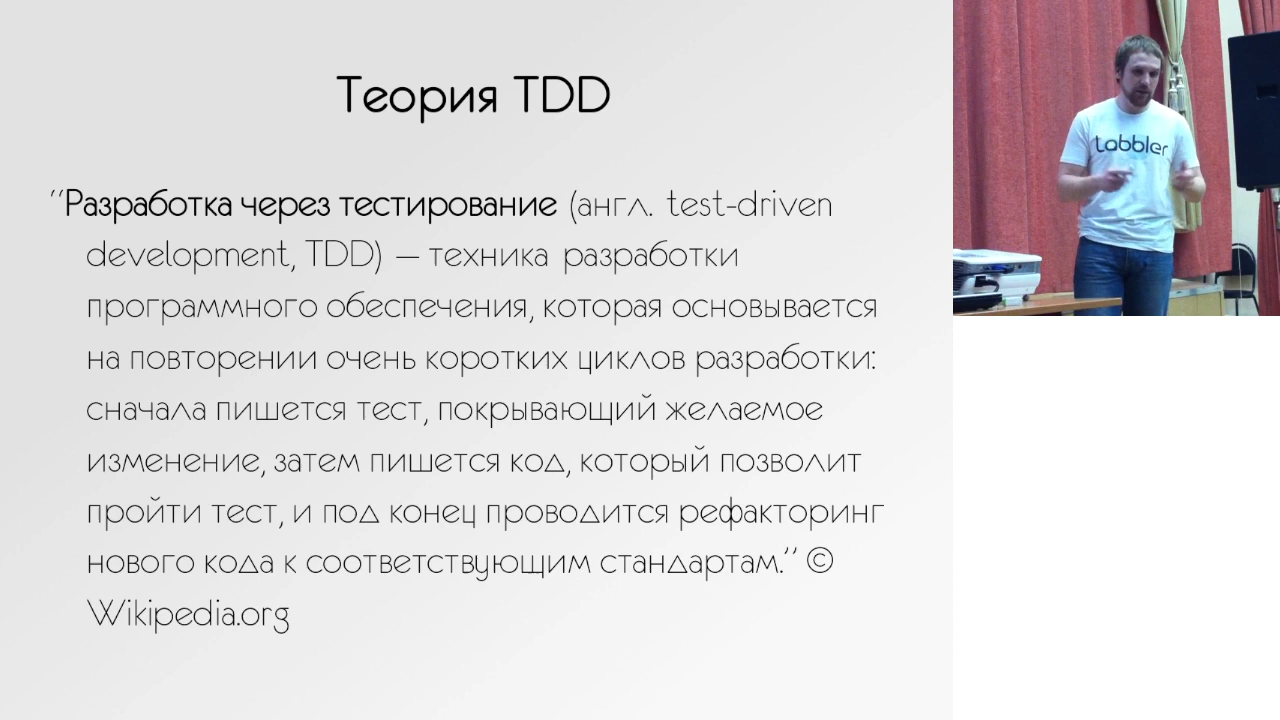 Теория TDD
"Разработка через тестирование (англ. test-driven
development, TDD) – техника разработки
программного обеспечения, которая основывается
на повторении очень коротких циклов разработки:
сначала пишется тест, покрывающий желаемое
изменение, затем пишется код, который позволит
пройти тест, и под конец проводится рефакторинг
нового кода к соответствующим стандартам." ©
Wikipedia.org
tabbler